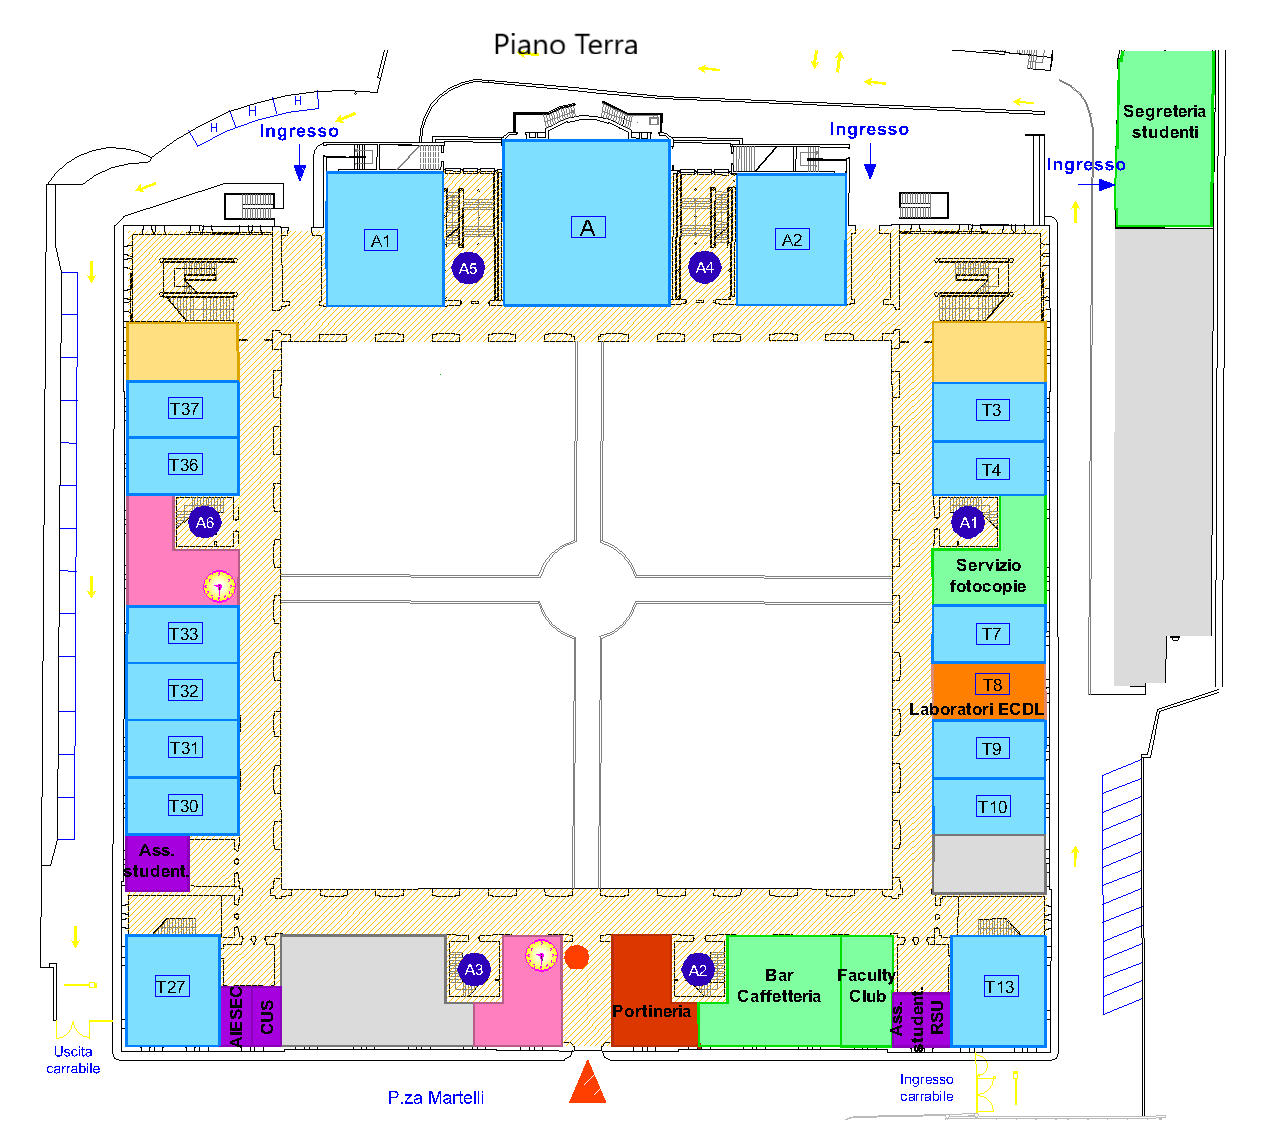 Piano Terra
H
H
H
Ingresso
Ingresso
Ingresso
Segreteria
studenti
A1
A
A2
A5
A4
T37
T3
T36
T4
A6
A1
Servizio
fotocopie
T33
T7
T32
T8
Laboratori ECDL
T31
T9
T30
T10
Ass.
student.
T27
AIESEC
CUS
A3
Portineria
A2
Bar
Caffetteria
Faculty
Club
Ass.
student.
RSU
T13
Uscita
carrabile
P.za Martelli
Ingresso
carrabile